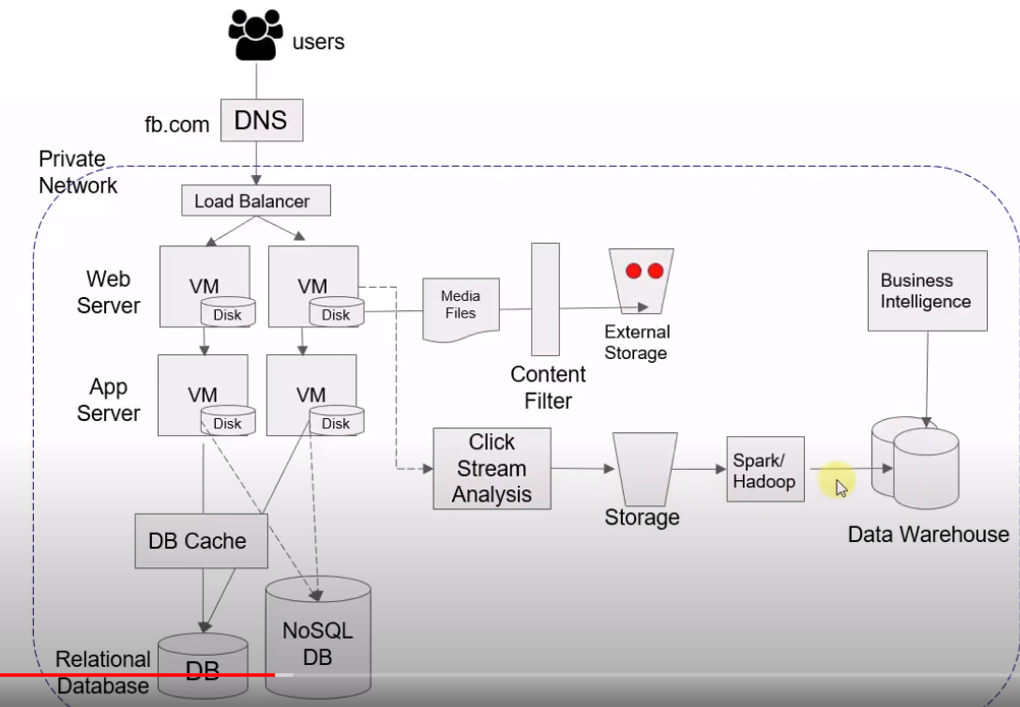 users
fb.com
DNS
Private
Network
Load Balancer
Web
Server
VM
Disk
VM
Disk
Media
Files
Content
Filter
External
Storage
Business
Intelligence
App
Server
VM
Disk
VM
Disk
Click
Stream
Analysis
Storage
Spark/
Hadoop
Data Warehouse
DB Cache
NoSQL
DB
Relational
Database
DB